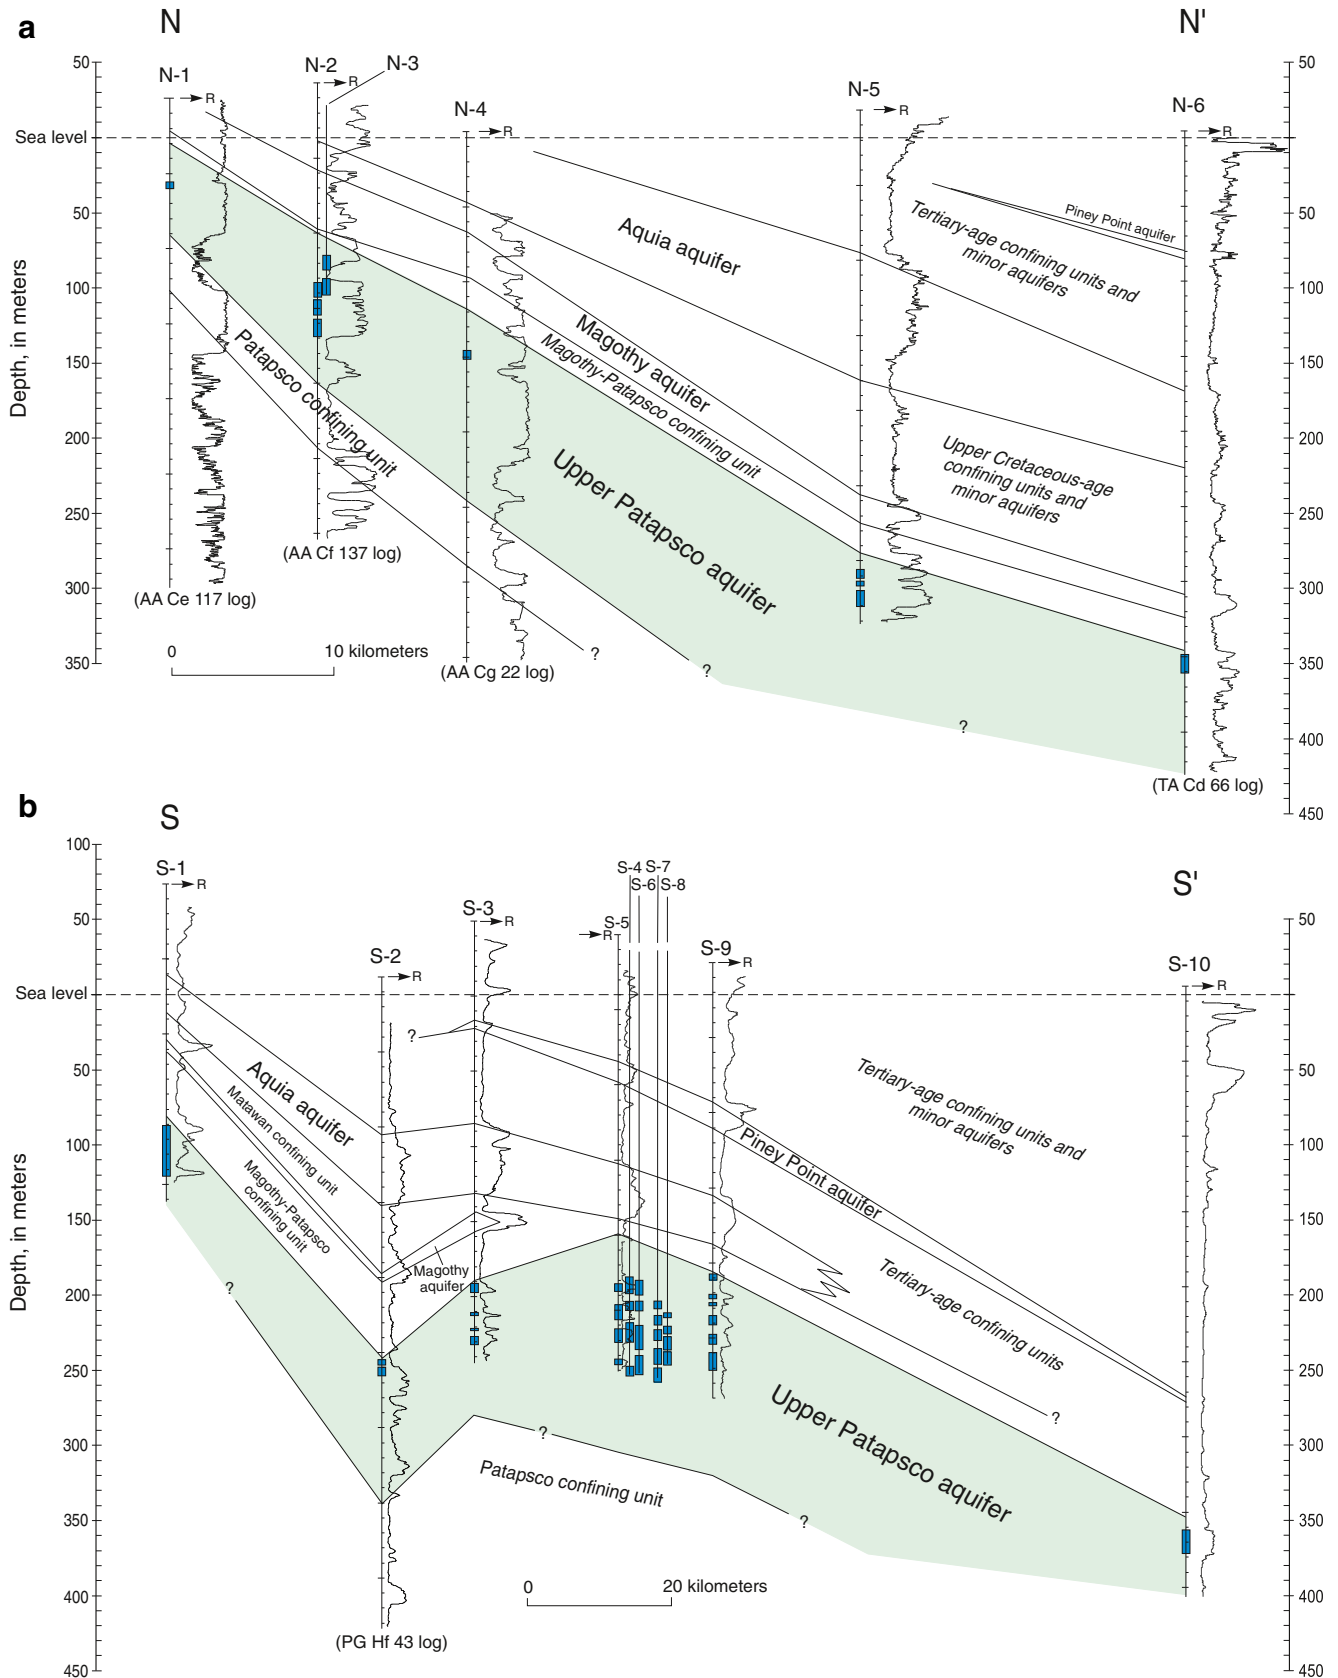 a
N
N'
50
Sea level
50
100
150
200
250
300
350
Depth, in meters
50
50
100
150
200
250
300
350
400
450
N-1
R
N-2
R
N-3
N-4
R
N-5
R
N-6
R
Aquia aquifer
Piney Point aquifer
Tertiary-age confining units and
minor aquifers
Magothy aquifer
Magothy-Patapsco confining unit
Patapsco confining unit
Upper Patapsco aquifer
Upper Cretaceous-age
confining units and
minor aquifers
?
?
?
(AA Ce 117 log)
(AA Cf 137 log)
(AA Cg 22 log)
(TA Cd 66 log)
0
10 kilometers
b
S
S'
100
50
Sea level
50
100
150
200
250
300
350
400
450
Depth, in meters
50
50
100
150
200
250
300
350
400
450
S-1
R
S-2
R
S-3
R
S-4
S-7
S-6
S-8
R
S-5
S-9
R
S-10
R
?
Aquia aquifer
Matawan confining unit
Magothy-Patapsco
confining unit
Magothy
aquifer
Tertiary-age confining units and
minor aquifers
Piney Point aquifer
Tertiary-age confining units
Upper Patapsco aquifer
Patapsco confining unit
?
?
?
?
(PG Hf 43 log)
0
20 kilometers